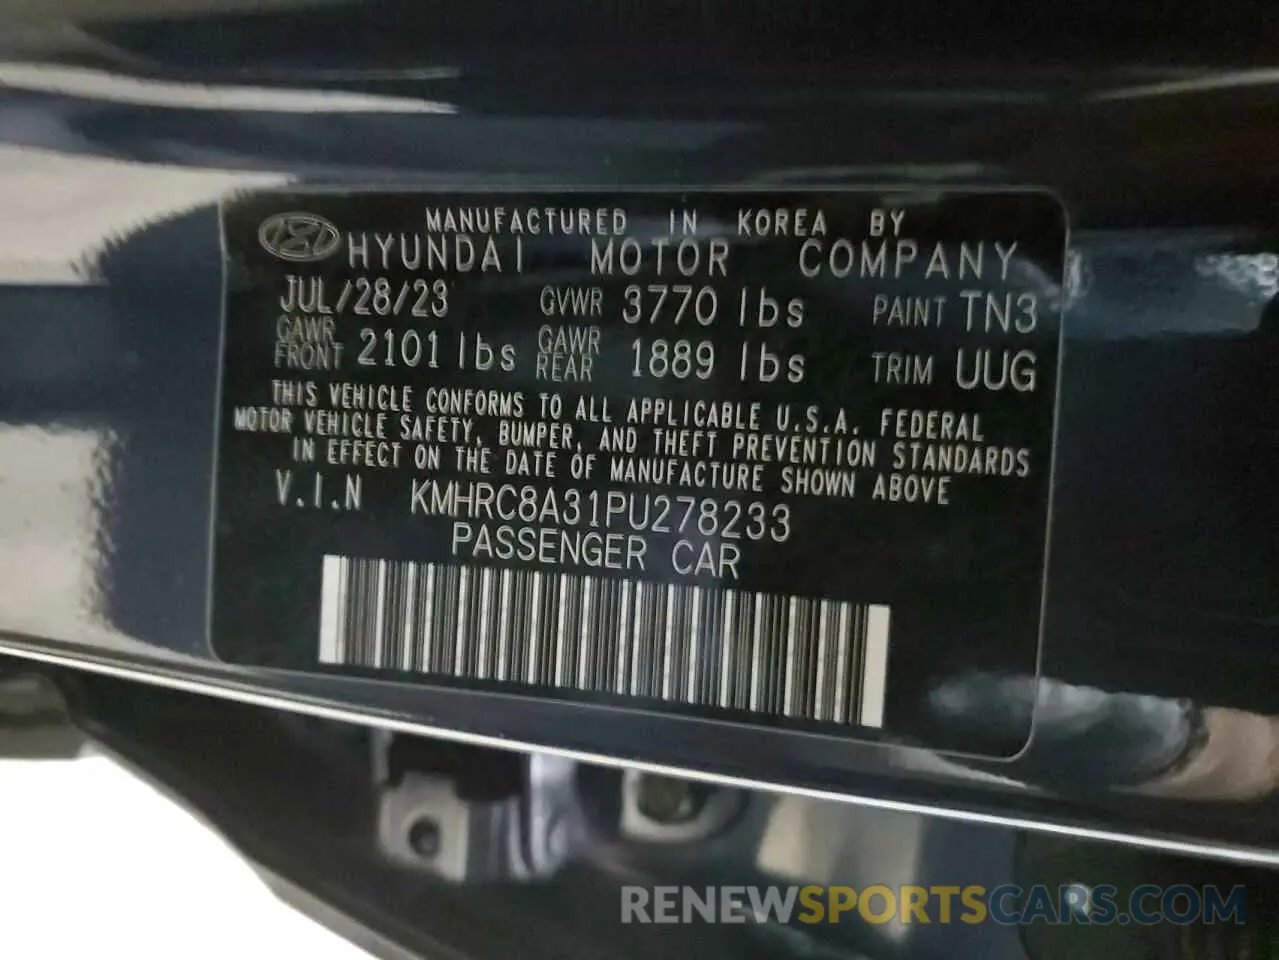 MANUFACTURED IN KOREA BY
HYUNDAI MOTOR COMPANY
JUL/28/23 GVWR 3770 lbs PAINT TN3
GAWR FRONT 2101 lbs GAWR REAR 1889 lbs TRIM UUG
THIS VEHICLE CONFORMS TO ALL APPLICABLE U.S.A. FEDERAL
MOTOR VEHICLE SAFETY, BUMPER, AND THEFT PREVENTION STANDARDS
IN EFFECT ON THE DATE OF MANUFACTURE SHOWN ABOVE
V.I.N KMHRC8A31PU278233
PASSENGER CAR
RENEWSPORTSCARS.COM